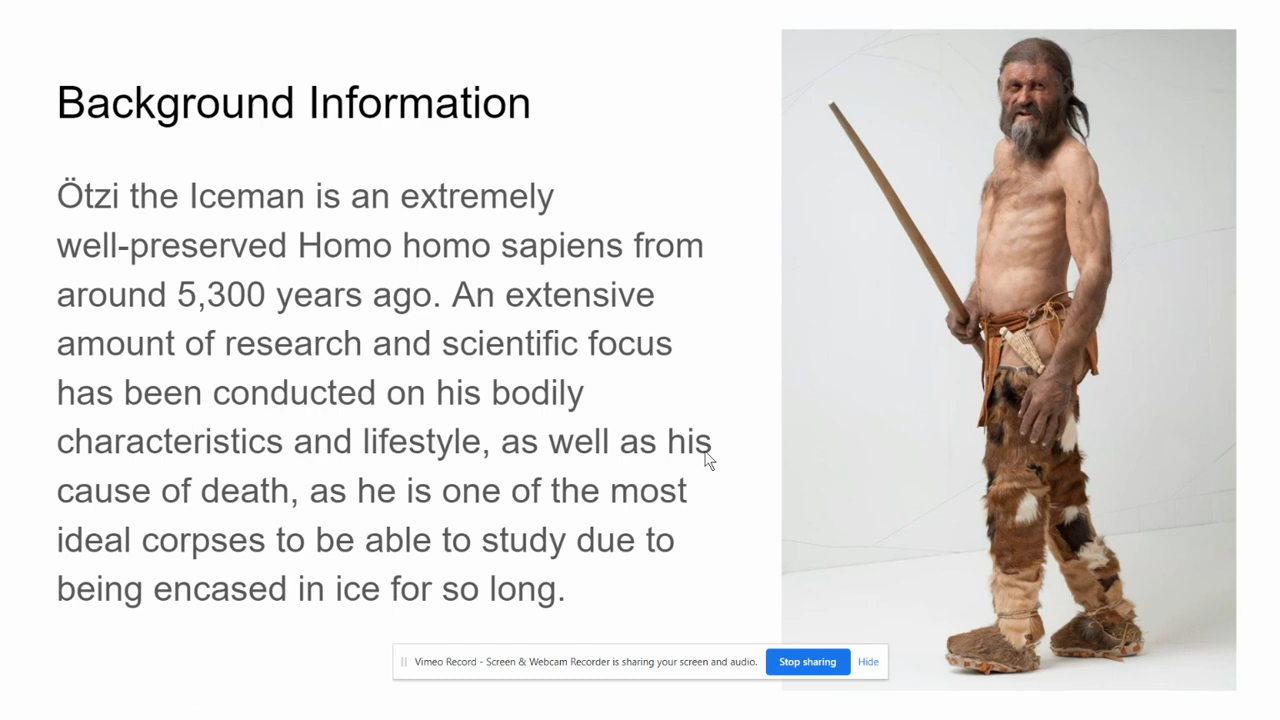 Background Information
Ötzi the Iceman is an extremely
well-preserved Homo homo sapiens from
around 5,300 years ago. An extensive
amount of research and scientific focus
has been conducted on his bodily
characteristics and lifestyle, as well as his
cause of death, as he is one of the most
ideal corpses to be able to study due to
being encased in ice for so long.
Vimeo Record - Screen & Webcam Recorder is sharing your screen and audio.
Stop sharing
Hide